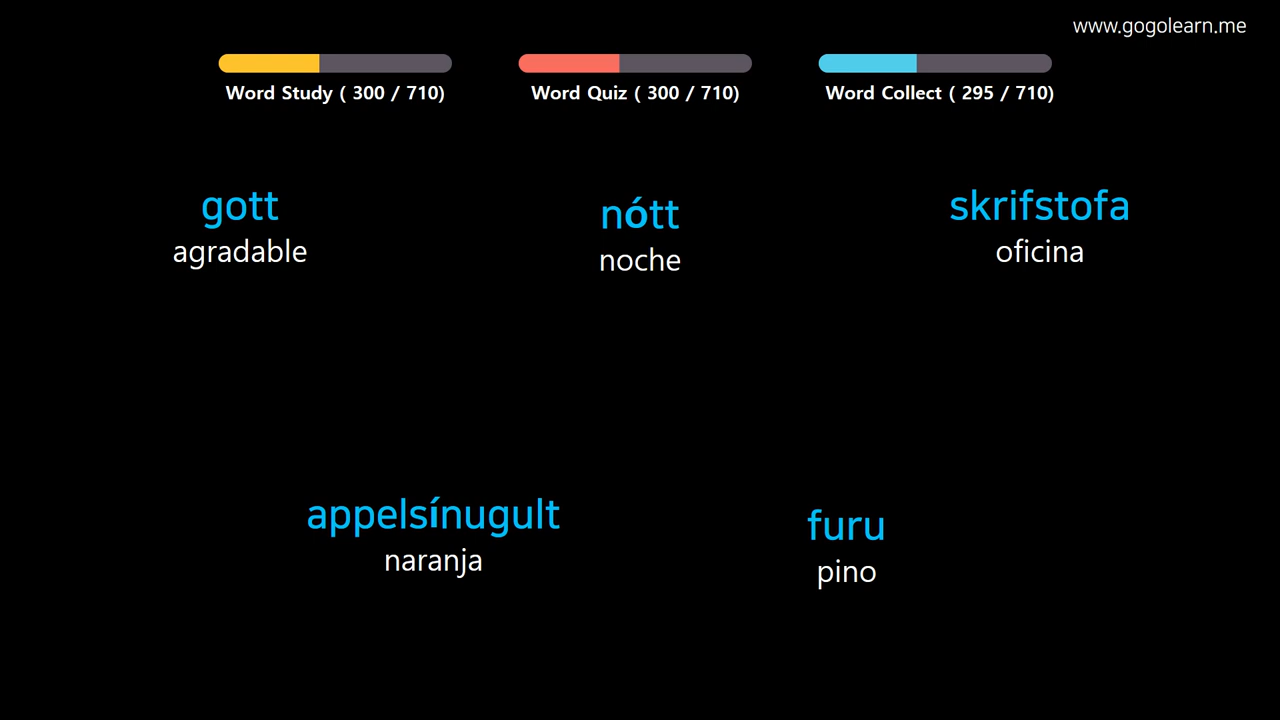 www.gogolearn.me
Word Study ( 300 / 710)
Word Quiz ( 300 / 710)
Word Collect ( 295 / 710)
gott
agradable
nótt
noche
skrifstofa
oficina
appelsínugult
naranja
furu
pino